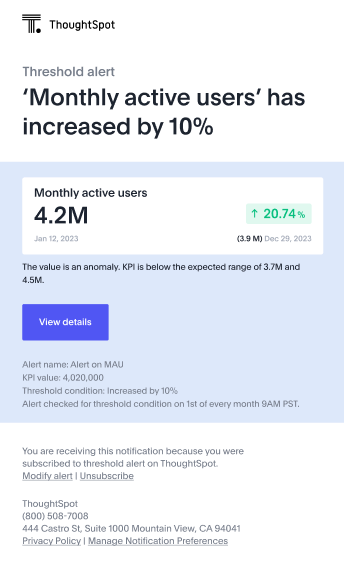 ThoughtSpot
Threshold alert
‘Monthly active users’ has
increased by 10%
Monthly active users
4.2M
↑ 20.74%
Jan 12, 2023
(3.9 M) Dec 29, 2023
The value is an anomaly. KPI is below the expected range of 3.7M and
4.5M.
View details
Alert name: Alert on MAU
KPI value: 4,020,000
Threshold condition: Increased by 10%
Alert checked for threshold condition on 1st of every month 9AM PST.
You are receiving this notification because you were
subscribed to threshold alert on ThoughtSpot.
Modify alert | Unsubscribe
ThoughtSpot
(800) 508-7008
444 Castro St, Suite 1000 Mountain View, CA 94041
Privacy Policy | Manage Notification Preferences